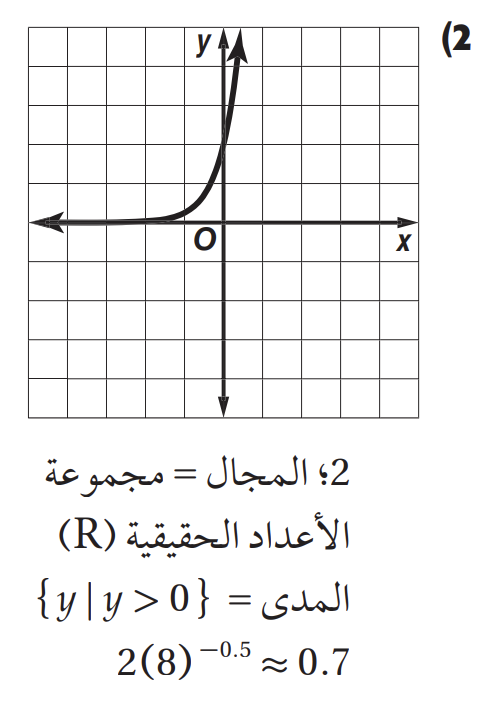 (2
y
O
x
2؛ المجال = مجموعة
الأعداد الحقيقية (R)
المدى = {y | y > 0}
2(8)⁻⁰·⁵ ≈ 0.7